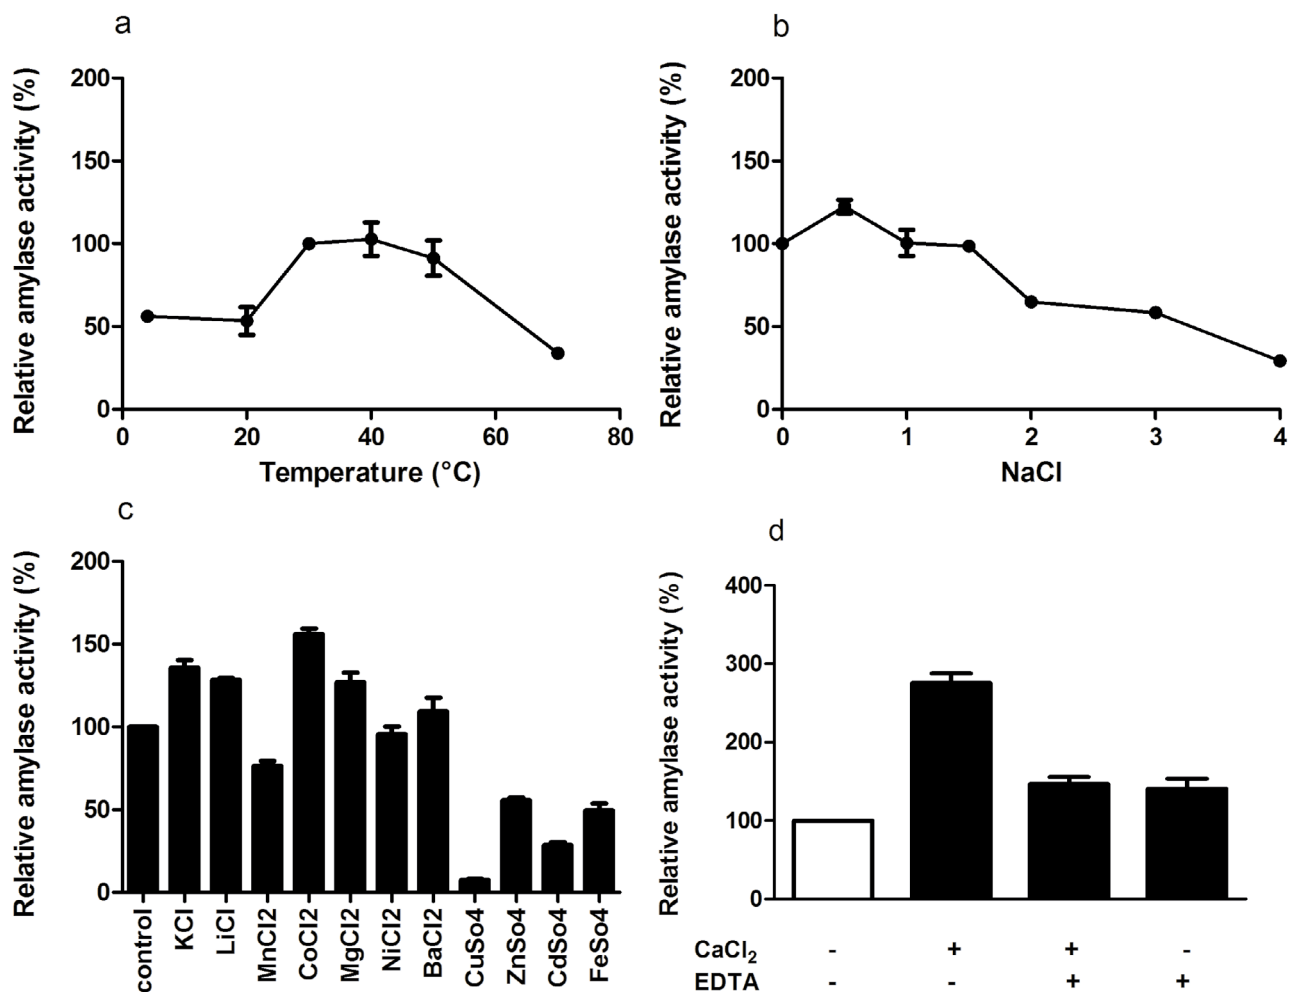 a
Relative amylase activity (%)
200
150
100
50
0
0 20 40 60 80
Temperature (°C)
b
Relative amylase activity (%)
200
150
100
50
0
0 1 2 3 4
NaCl
c
Relative amylase activity (%)
200
150
100
50
0
control KCl LiCl MnCl2 CoCl2 MgCl2 NiCl2 BaCl2 CuSo4 ZnSo4 CdSo4 FeSo4
d
Relative amylase activity (%)
400
300
200
100
0
CaCl₂ - + + -
EDTA - - + +